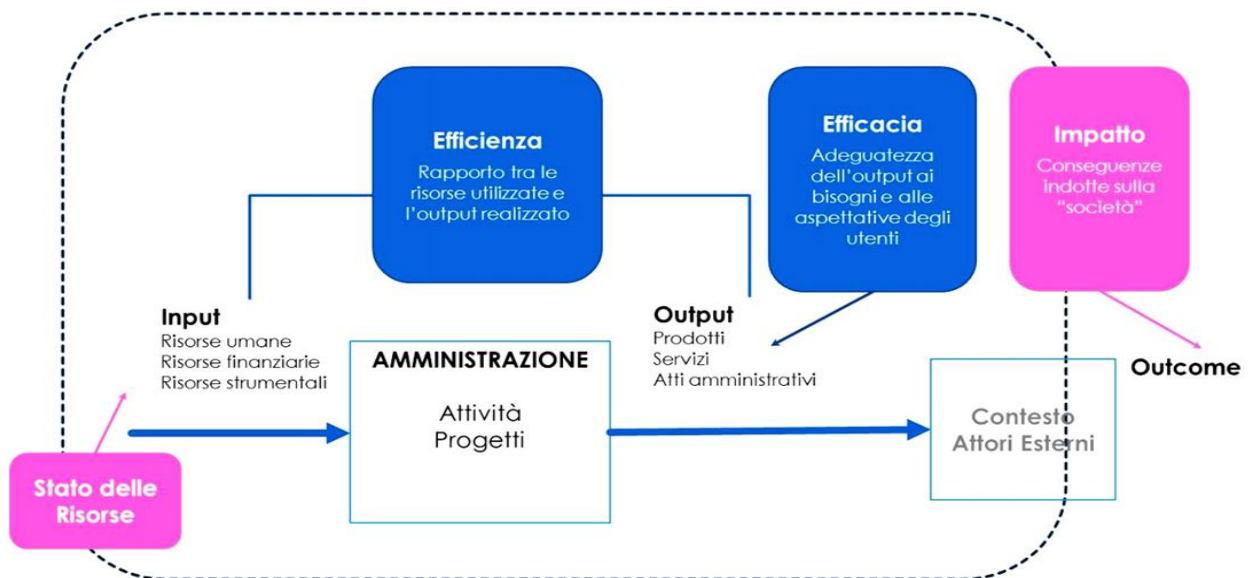 Efficienza
Rapporto tra le
risorse utilizzate e
l'output realizzato
Efficacia
Adeguatezza
dell'output ai
bisogni e alle
aspettative degli
utenti
Impatto
Conseguenze
indotte sulla
"società"
Input
Risorse umane
Risorse finanziarie
Risorse strumentali
AMMINISTRAZIONE
Attività
Progetti
Output
Prodotti
Servizi
Atti amministrativi
Outcome
Contesto
Attori Esterni
Stato delle
Risorse